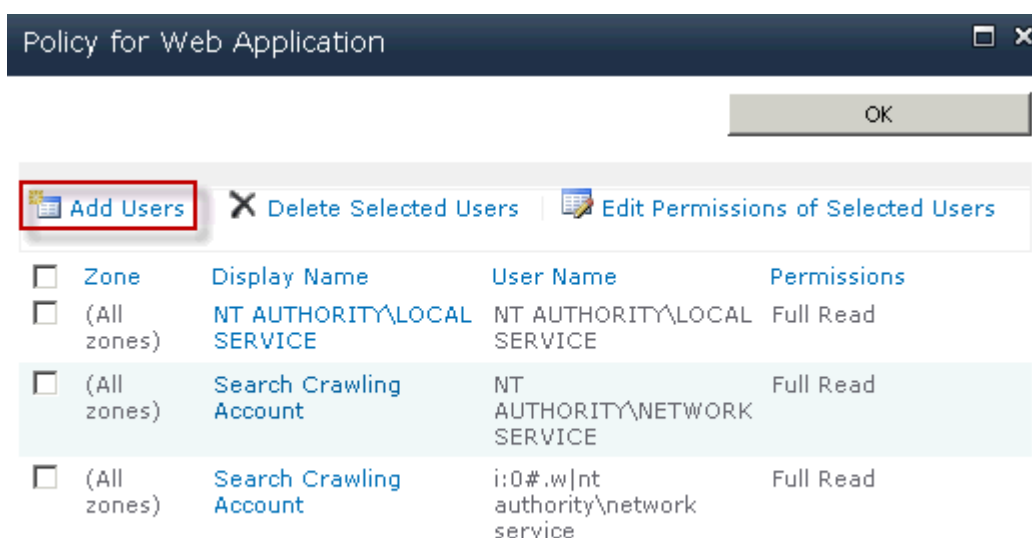 Policy for Web Application
OK
Add Users Delete Selected Users Edit Permissions of Selected Users
Zone Display Name User Name Permissions
(All NT AUTHORITY\LOCAL NT AUTHORITY\LOCAL Full Read
zones) SERVICE SERVICE
(All Search Crawling NT Full Read
zones) Account AUTHORITY\NETWORK
SERVICE
(All Search Crawling i:0#.w|nt Full Read
zones) Account authority\network
service